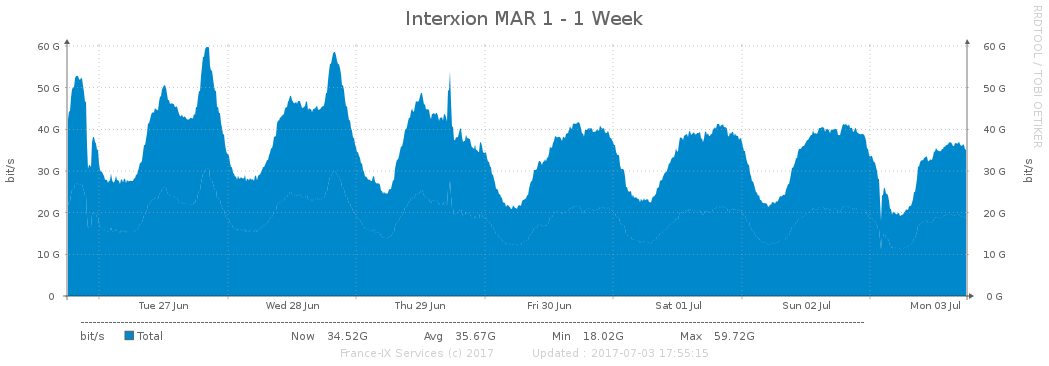 Interxion MAR 1 - 1 Week
RRDTOOL / TOBI OETIKER
60 G 60 G
50 G 50 G
40 G 40 G
30 G 30 G
20 G 20 G
10 G 10 G
0 0 G
bit/s
bit/s
Tue 27 Jun Wed 28 Jun Thu 29 Jun Fri 30 Jun Sat 01 Jul Sun 02 Jul Mon 03 Jul
bit/s Total Now 34.52G Avg 35.67G Min 18.02G Max 59.72G
France-IX Services (c) 2017 Updated : 2017-07-03 17:55:15